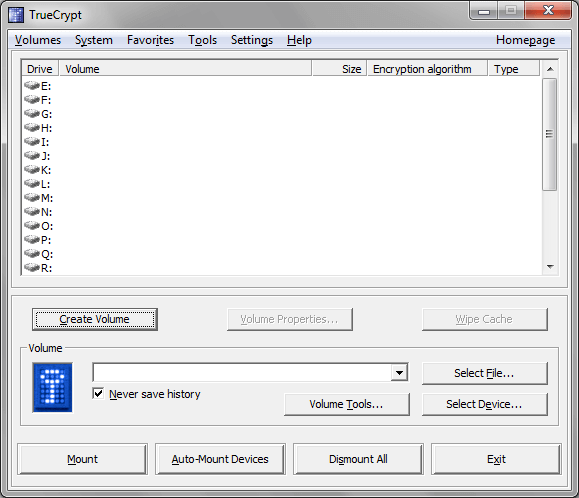 TrueCrypt
Volumes System Favorites Tools Settings Help Homepage
Drive Volume Size Encryption algorithm Type
E:
F:
G:
H:
I:
J:
K:
L:
M:
N:
O:
P:
Q:
R:
Create Volume Volume Properties... Wipe Cache
Volume
Select File...
Never save history
Volume Tools... Select Device...
Mount Auto-Mount Devices Dismount All Exit